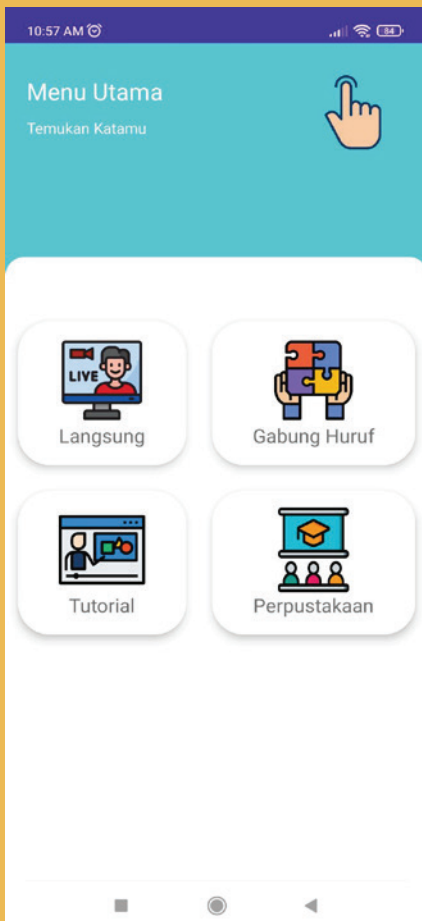 10:57 AM
84
Menu Utama
Temukan Katamu
LIVE
Langsung
Gabung Huruf
Tutorial
Perpustakaan